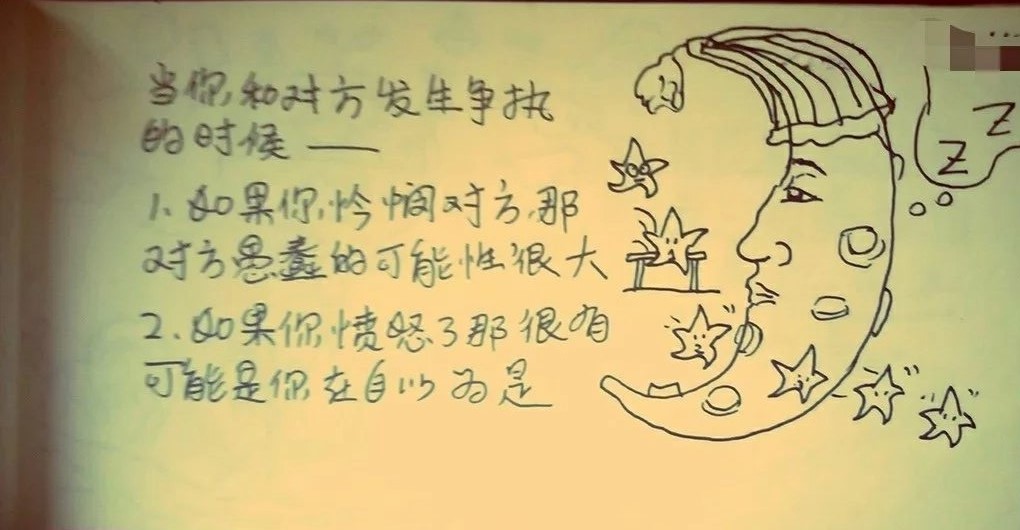 当你和对方发生争执
的时候——
1.如果你怜悯对方,那
对方愚蠢的可能性很大
2.如果你愤怒了那很有
可能是你在自以为是
Z
Z